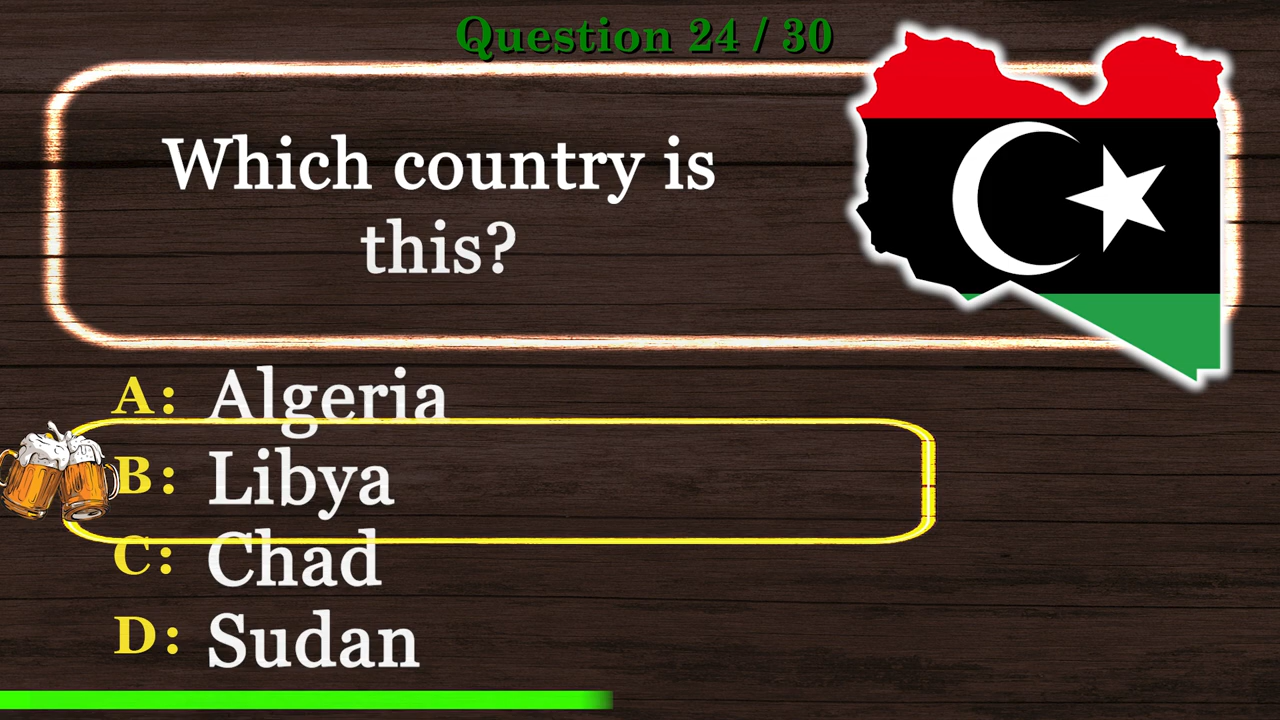 Question 24 / 30
Which country is
this?
A: Algeria
B: Libya
C: Chad
D: Sudan